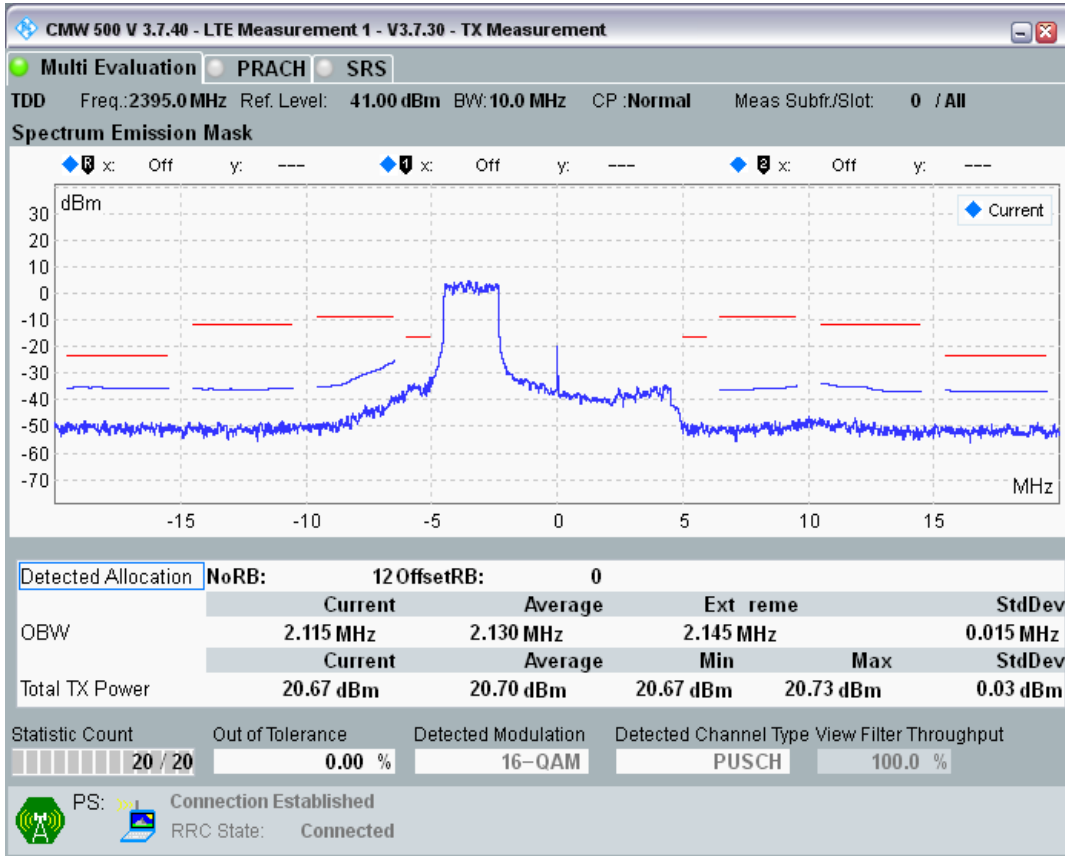 CMW 500 V 3.7.40 - LTE Measurement 1 - V3.7.30 - TX Measurement
Multi Evaluation PRACH SRS
TDD Freq.:2395.0 MHz Ref. Level: 41.00 dBm BW: 10.0 MHz CP :Normal Meas Subfr./Slot: 0 / All
Spectrum Emission Mask
R x: Off y: --- 1 x: Off y: --- 2 x: Off y: ---
dBm
Current
30
20
10
0
-10
-20
-30
-40
-50
-60
-70
MHz
-15 -10 -5 0 5 10 15
Detected Allocation NoRB: 12 OffsetRB: 0
Current Average Ext reme StdDev
OBW 2.115 MHz 2.130 MHz 2.145 MHz 0.015 MHz
Current Average Min Max StdDev
Total TX Power 20.67 dBm 20.70 dBm 20.67 dBm 20.73 dBm 0.03 dBm
Statistic Count Out of Tolerance Detected Modulation Detected Channel Type View Filter Throughput
20 / 20 0.00 % 16-QAM PUSCH 100.0 %
PS: Connection Established
RRC State: Connected